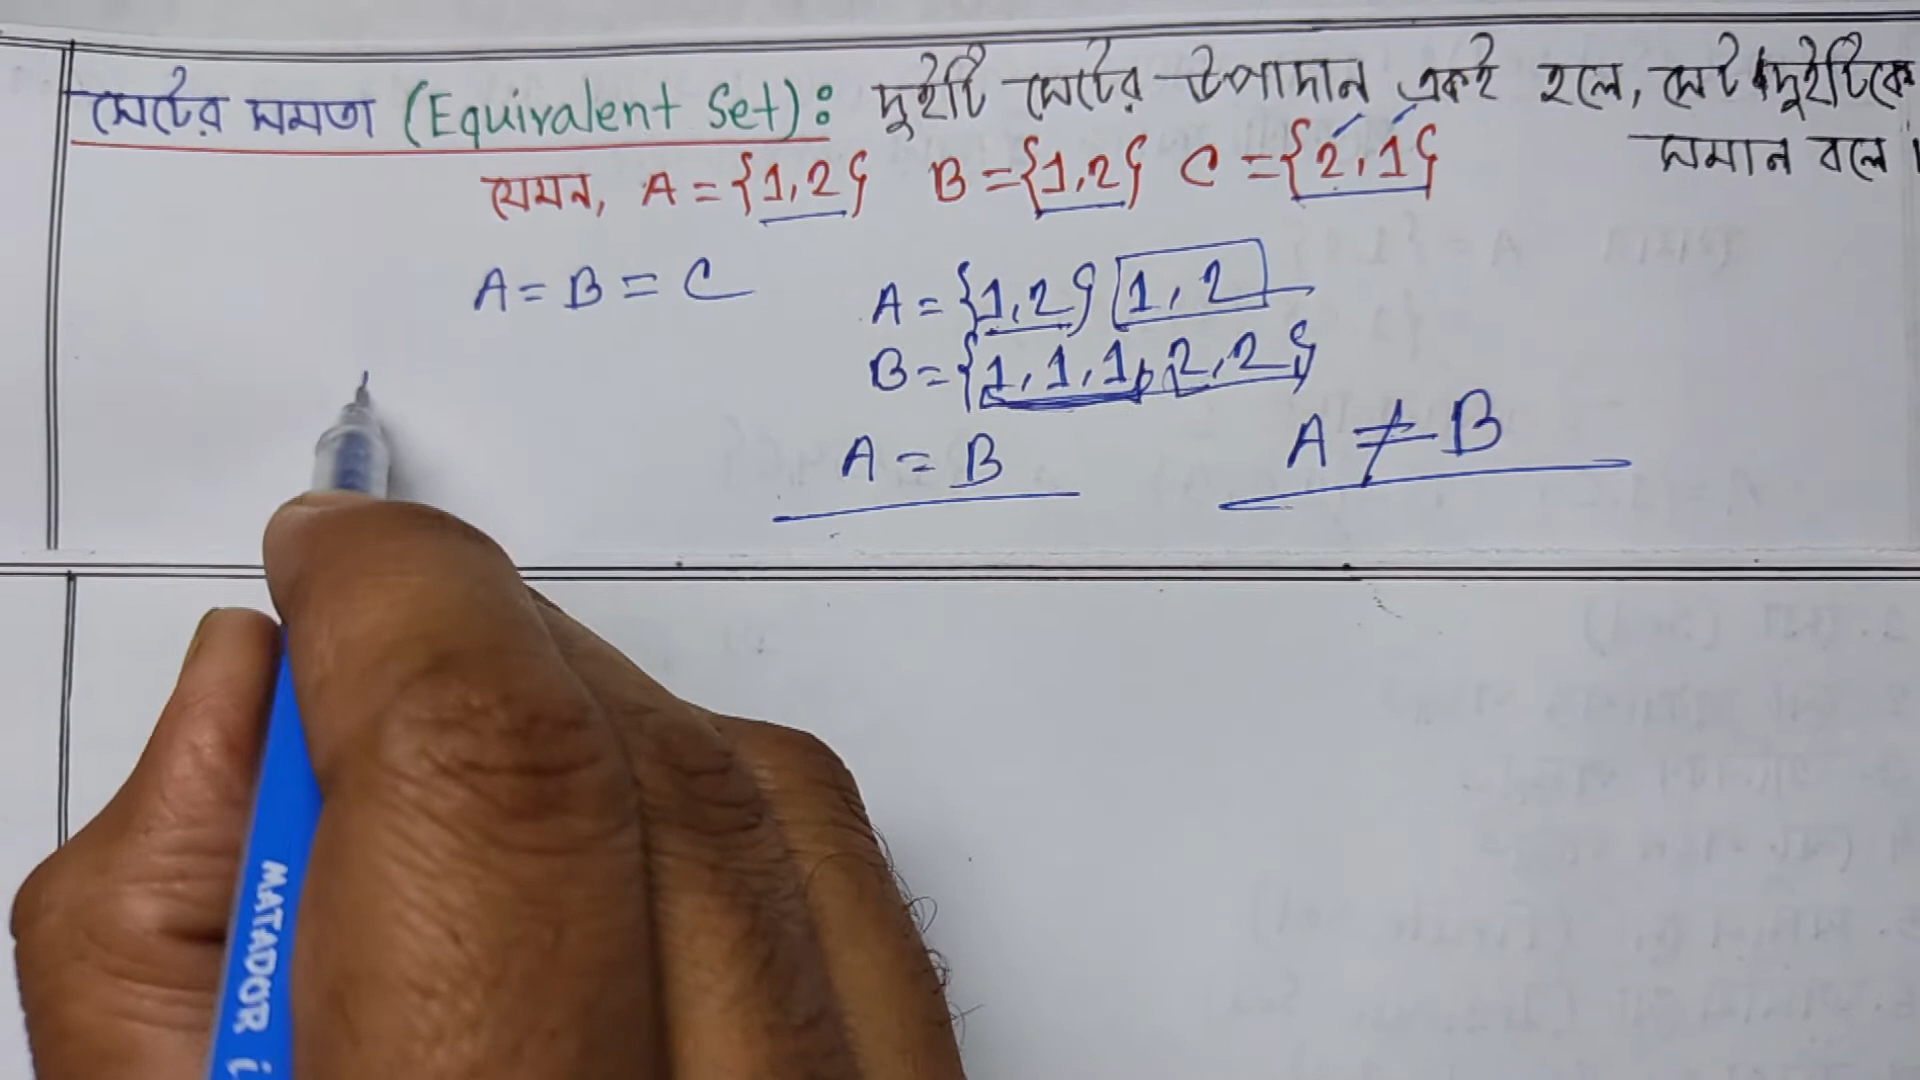 সেটের সমতা (Equivalent Set): দুইটি সেটের উপাদান একই হলে, সেট দুইটিকে
সমান বলে।
যেমন, A = {1,2} B = {1,2} C = {2,1}
A = B = C
A = {1,2} 1, 2
B = {1,1,1,2,2}
A = B
A ≠ B
MATADOR i